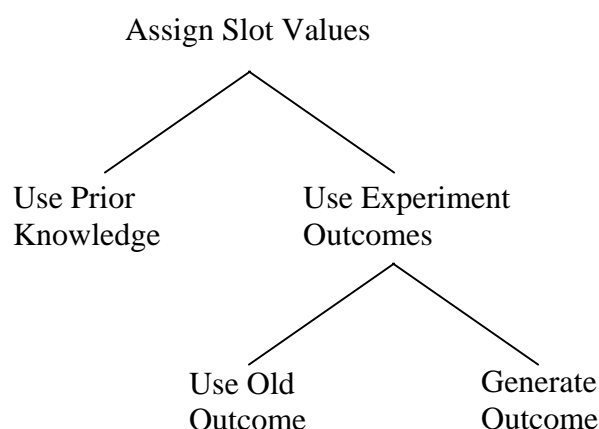 Assign Slot Values
Use Prior
Knowledge
Use Experiment
Outcomes
Use Old
Outcome
Generate
Outcome